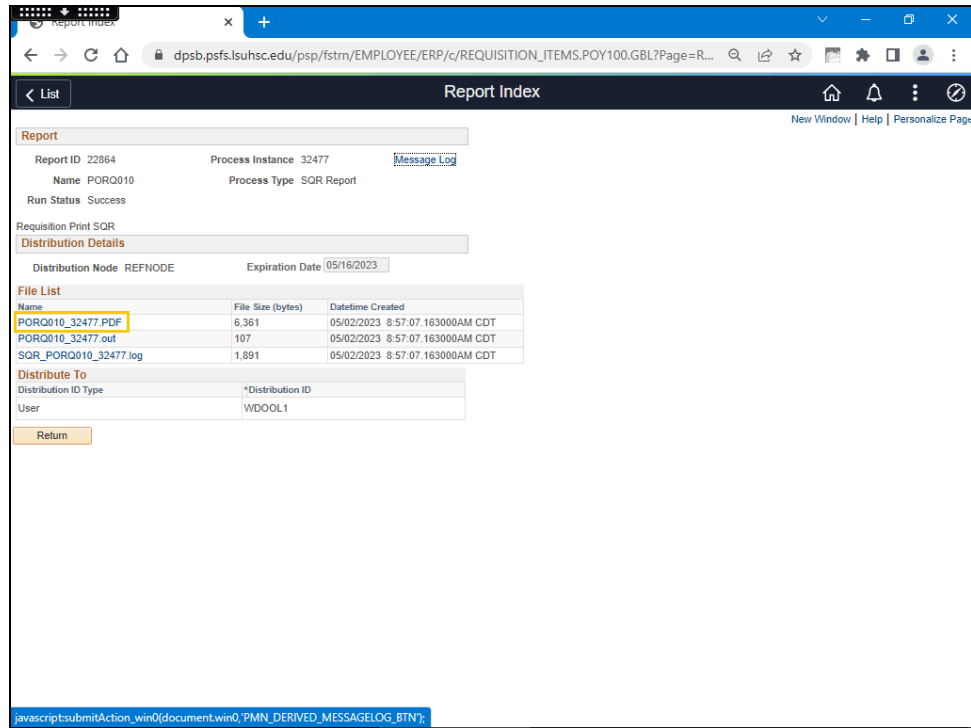 Report Index
dpsb.psfs.lsuhsc.edu/psp/fstrn/EMPLOYEE/ERP/c/REQUISITION_ITEMS.POY100.GBL?Page=R...
List
Report Index
New Window | Help | Personalize Page
Report
Report ID 22864 Process Instance 32477 Message Log
Name PORQ010 Process Type SQR Report
Run Status Success
Requisition Print SQR
Distribution Details
Distribution Node REFNODE Expiration Date 05/16/2023
File List
Name File Size (bytes) Datetime Created
PORQ010_32477.PDF 6,361 05/02/2023 8:57:07.163000AM CDT
PORQ010_32477.out 107 05/02/2023 8:57:07.163000AM CDT
SQR_PORQ010_32477.log 1,891 05/02/2023 8:57:07.163000AM CDT
Distribute To
Distribution ID Type *Distribution ID
User WDOOL1
Return
javascript:submitAction_win0(document.win0,'PMN_DERIVED_MESSAGELOG_BTN');